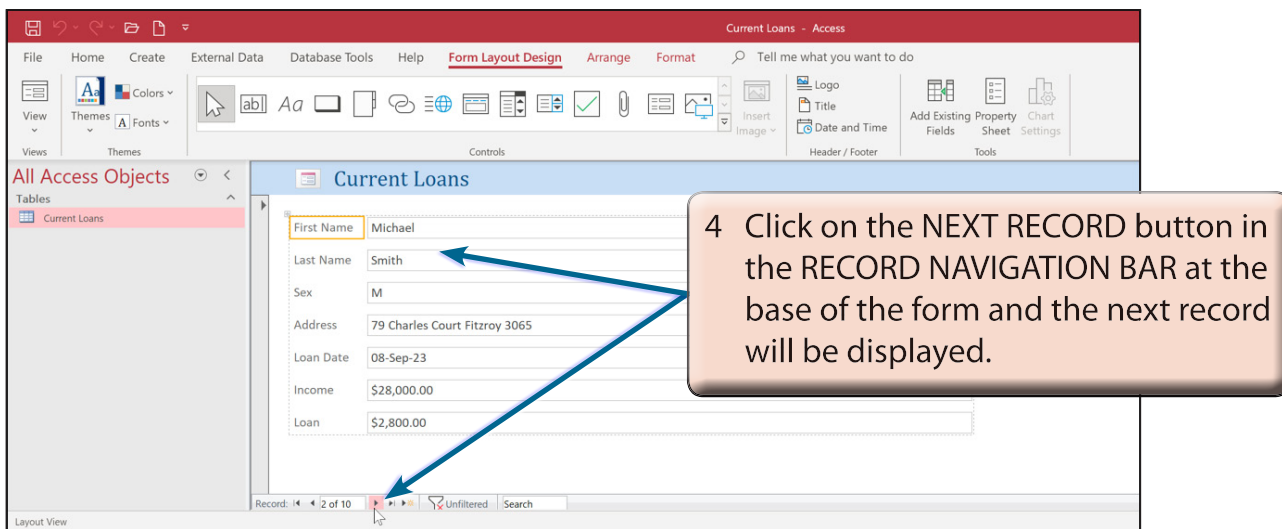 Current Loans - Access
File Home Create External Data Database Tools Help Form Layout Design Arrange Format Tell me what you want to do
View
Themes
Aa
Colors
A Fonts
ab|
Aa
Insert
Image
Logo
Title
Date and Time
Add Existing
Fields
Property
Sheet
Chart
Settings
Views Themes Controls Header / Footer Tools
All Access Objects
Tables
Current Loans
Current Loans
First Name Michael
Last Name Smith
Sex M
Address 79 Charles Court Fitzroy 3065
Loan Date 08-Sep-23
Income $28,000.00
Loan $2,800.00
4 Click on the NEXT RECORD button in
the RECORD NAVIGATION BAR at the
base of the form and the next record
will be displayed.
Record: 2 of 10 Unfiltered Search
Layout View